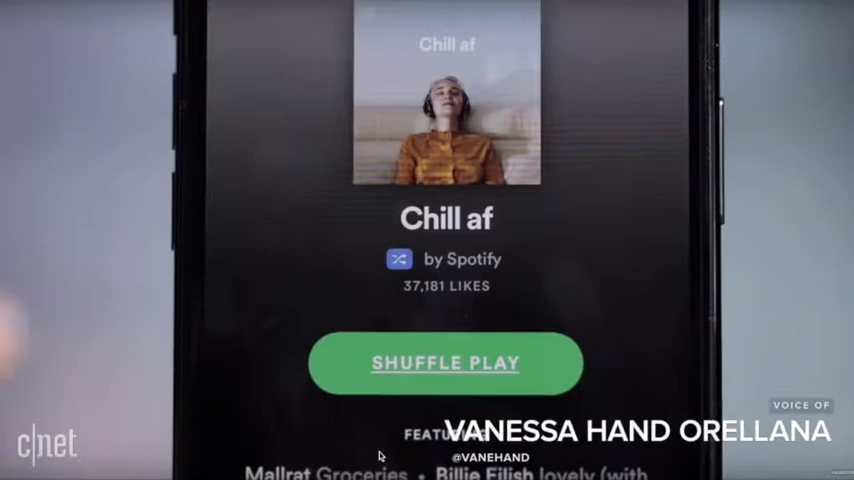 Chill af
Chill af
by Spotify
37,181 LIKES
SHUFFLE PLAY
VOICE OF
VANESSA HAND ORELLANA
@VANEHAND
c|net
Mallrat Groceries • Billie Eilish lovely (with